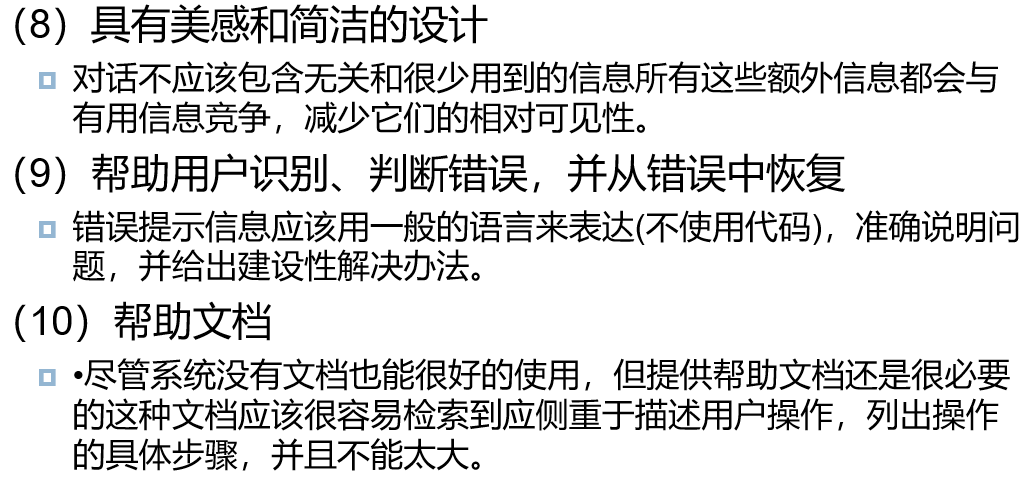 （8）具有美感和简洁的设计
对话不应该包含无关和很少用到的信息所有这些额外信息都会与
有用信息竞争，减少它们的相对可见性。
（9）帮助用户识别、判断错误，并从错误中恢复
错误提示信息应该用一般的语言来表达(不使用代码)，准确说明问
题，并给出建设性解决办法。
（10）帮助文档
•尽管系统没有文档也能很好的使用，但提供帮助文档还是很必要
的这种文档应该很容易检索到应侧重于描述用户操作，列出操作
的具体步骤，并且不能太大。